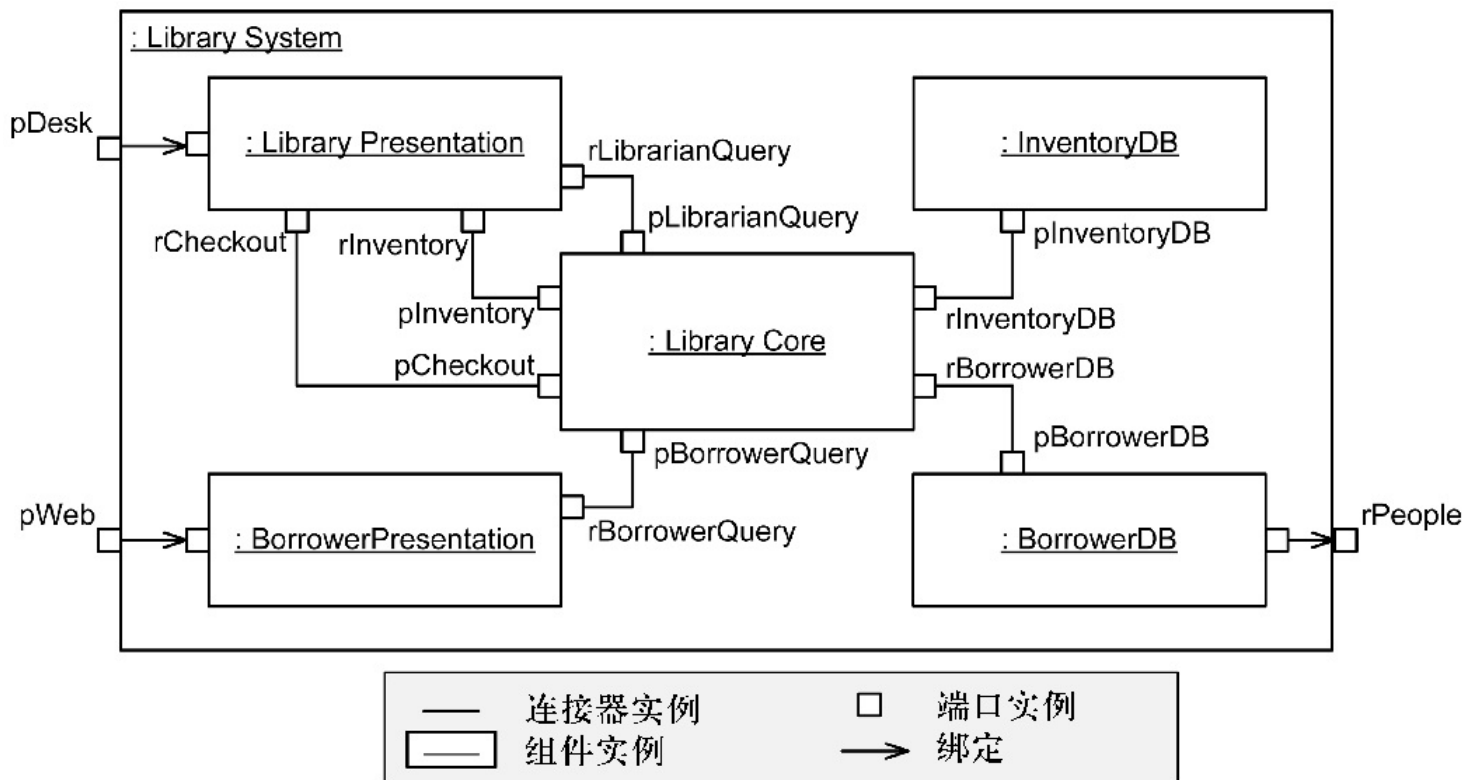 : Library System
pDesk
: Library Presentation
: InventoryDB
rLibrarianQuery
pLibrarianQuery
rCheckout
rInventory
pInventoryDB
pInventory
rInventoryDB
: Library Core
pCheckout
rBorrowerDB
pBorrowerQuery
pBorrowerDB
pWeb
: BorrowerPresentation
rBorrowerQuery
: BorrowerDB
rPeople
连接器实例
端口实例
组件实例
绑定